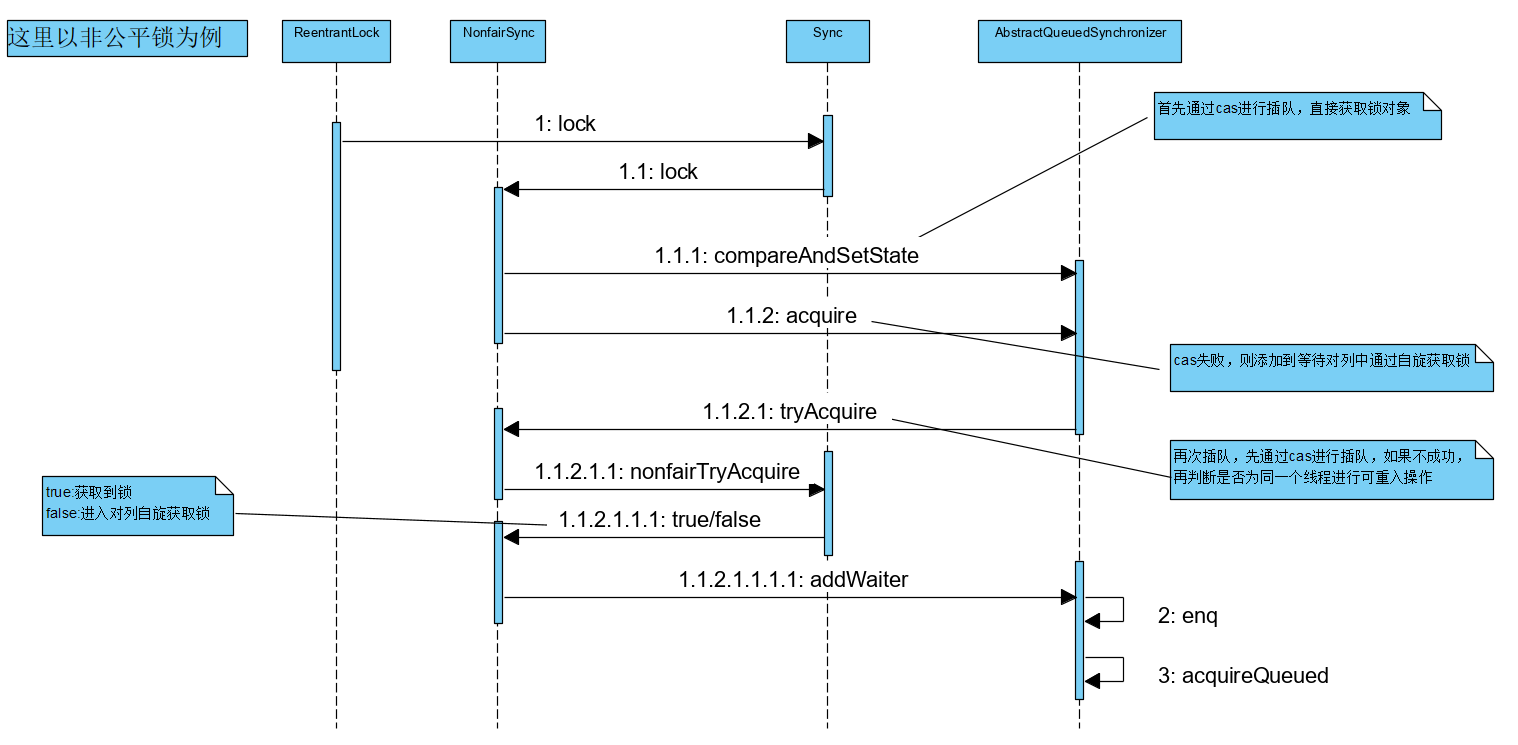 这里以非公平锁为例
ReentrantLock
NonfairSync
Sync
AbstractQueuedSynchronizer
首先通过cas进行插队，直接获取锁对象
1: lock
1.1: lock
1.1.1: compareAndSetState
1.1.2: acquire
cas失败，则添加到等待对列中通过自旋获取锁
1.1.2.1: tryAcquire
再次插队，先通过cas进行插队，如果不成功，
再判断是否为同一个线程进行可重入操作
1.1.2.1.1: nonfairTryAcquire
true:获取到锁
false:进入对列自旋获取锁
1.1.2.1.1.1: true/false
1.1.2.1.1.1.1: addWaiter
2: enq
3: acquireQueued